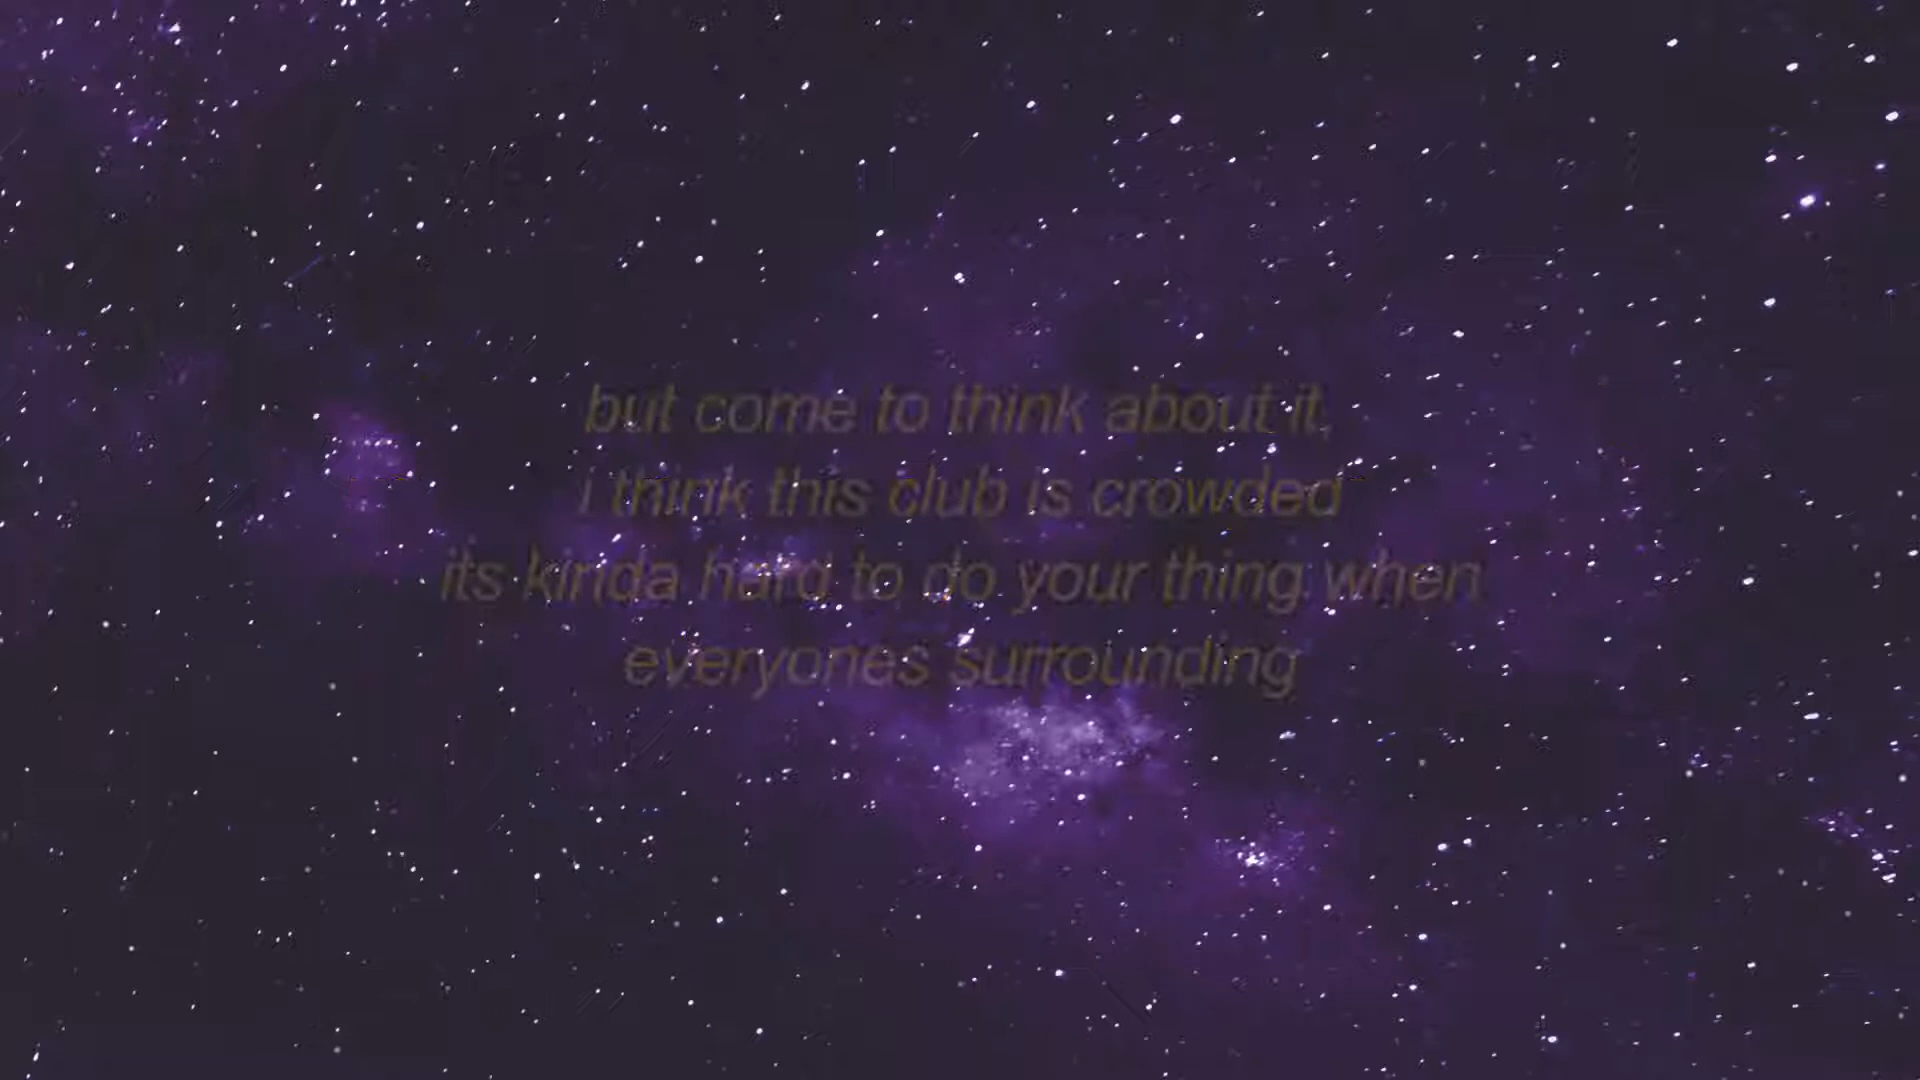 but come to think about it,
i think this club is crowded
its kinda hard to do your thing when
everyones surrounding